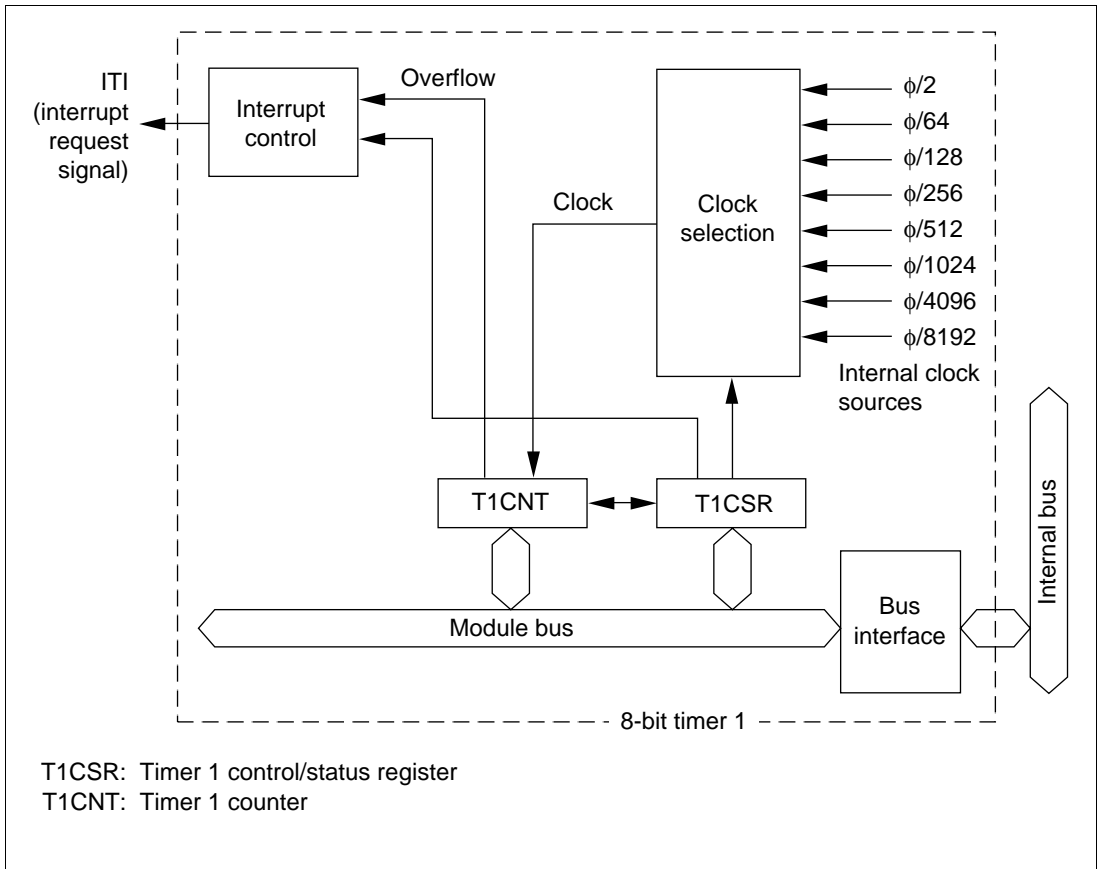 ITI
(interrupt
request
signal)
Interrupt
control
Overflow
Clock
Clock
selection
ϕ/2
ϕ/64
ϕ/128
ϕ/256
ϕ/512
ϕ/1024
ϕ/4096
ϕ/8192
Internal clock
sources
T1CNT
T1CSR
Module bus
Bus
interface
Internal bus
8-bit timer 1
T1CSR: Timer 1 control/status register
T1CNT: Timer 1 counter